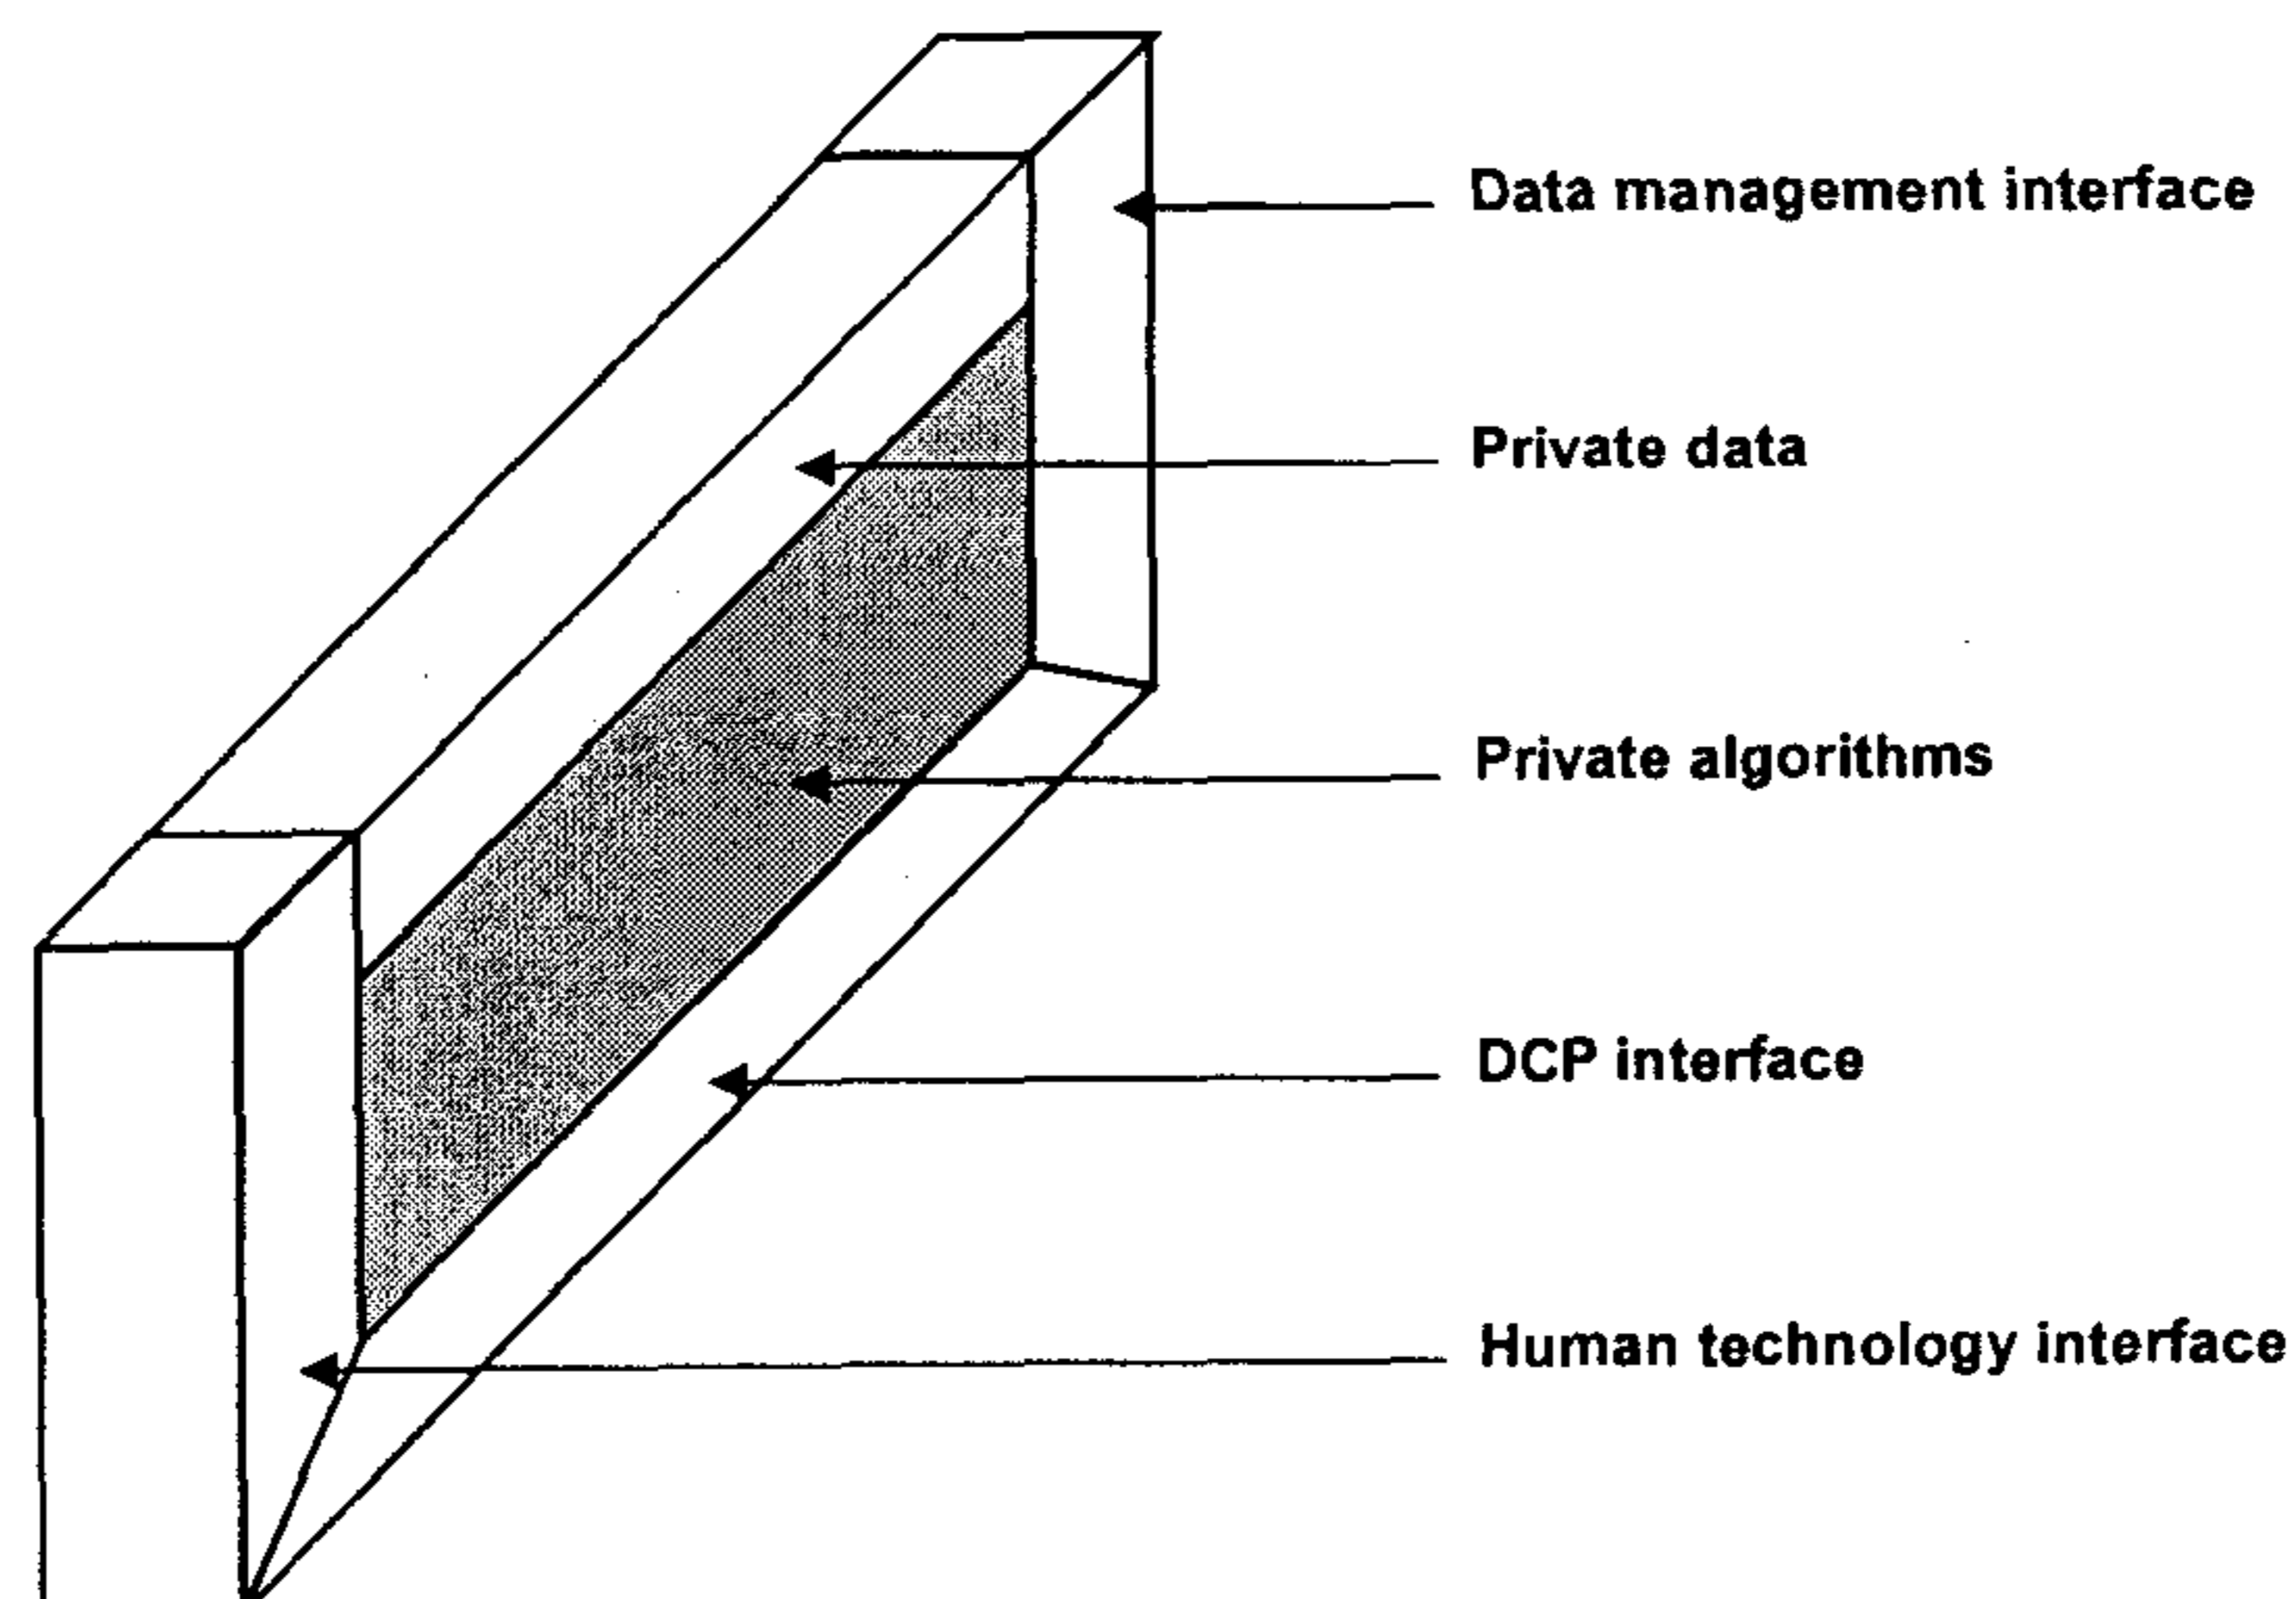 Data management interface
Private data
Private algorithms
DCP interface
Human technology interface